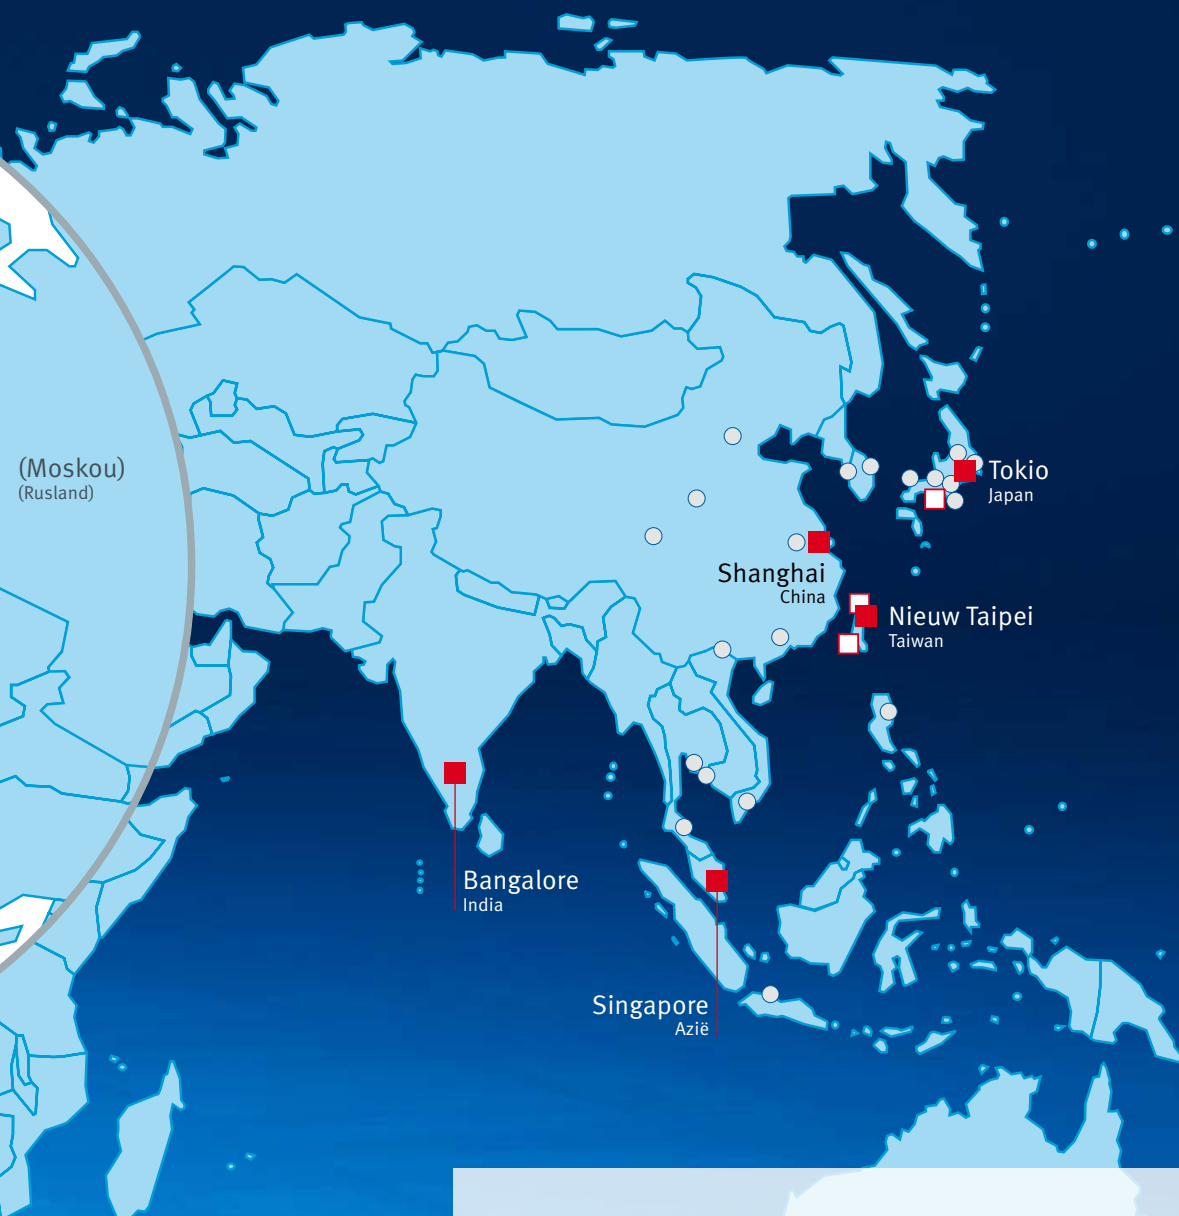 (Moskou)
(Rusland)
Tokio
Japan
Shanghai
China
Nieuw Taipei
Taiwan
Bangalore
India
Singapore
Azië